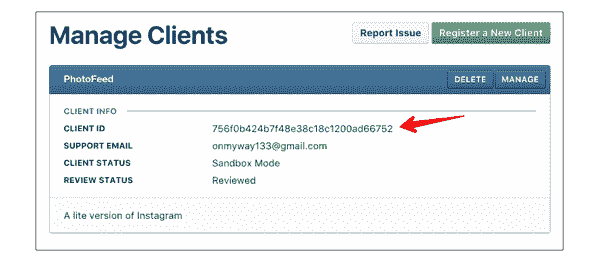 Manage Clients
Report Issue
Register a New Client
PhotoFeed
DELETE
MANAGE
CLIENT INFO
CLIENT ID 756f0b424b7f48e38c18c1200ad66752
SUPPORT EMAIL onmyway133@gmail.com
CLIENT STATUS Sandbox Mode
REVIEW STATUS Reviewed
A lite version of Instagram